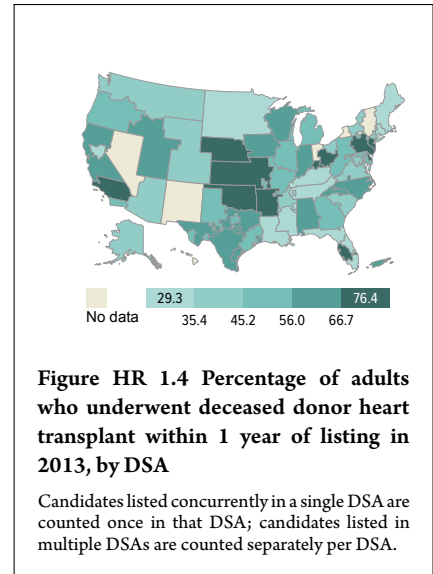 29.3 76.4
No data 35.4 45.2 56.0 66.7
Figure HR 1.4 Percentage of adults
who underwent deceased donor heart
transplant within 1 year of listing in
2013, by DSA
Candidates listed concurrently in a single DSA are
counted once in that DSA; candidates listed in
multiple DSAs are counted separately per DSA.